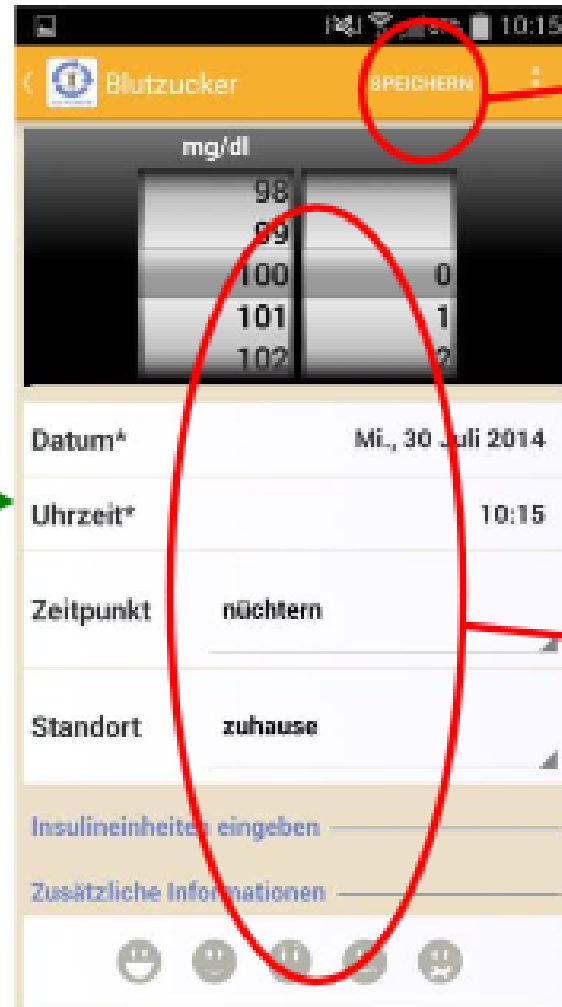 10:15
Blutzucker SPEICHERN
mg/dl
98
99
100 0
101 1
102 2
Datum* Mi., 30 Juli 2014
Uhrzeit* 10:15
Zeitpunkt nüchtern
Standort zuhause
Insulineinheiten eingeben
Zusätzliche Informationen